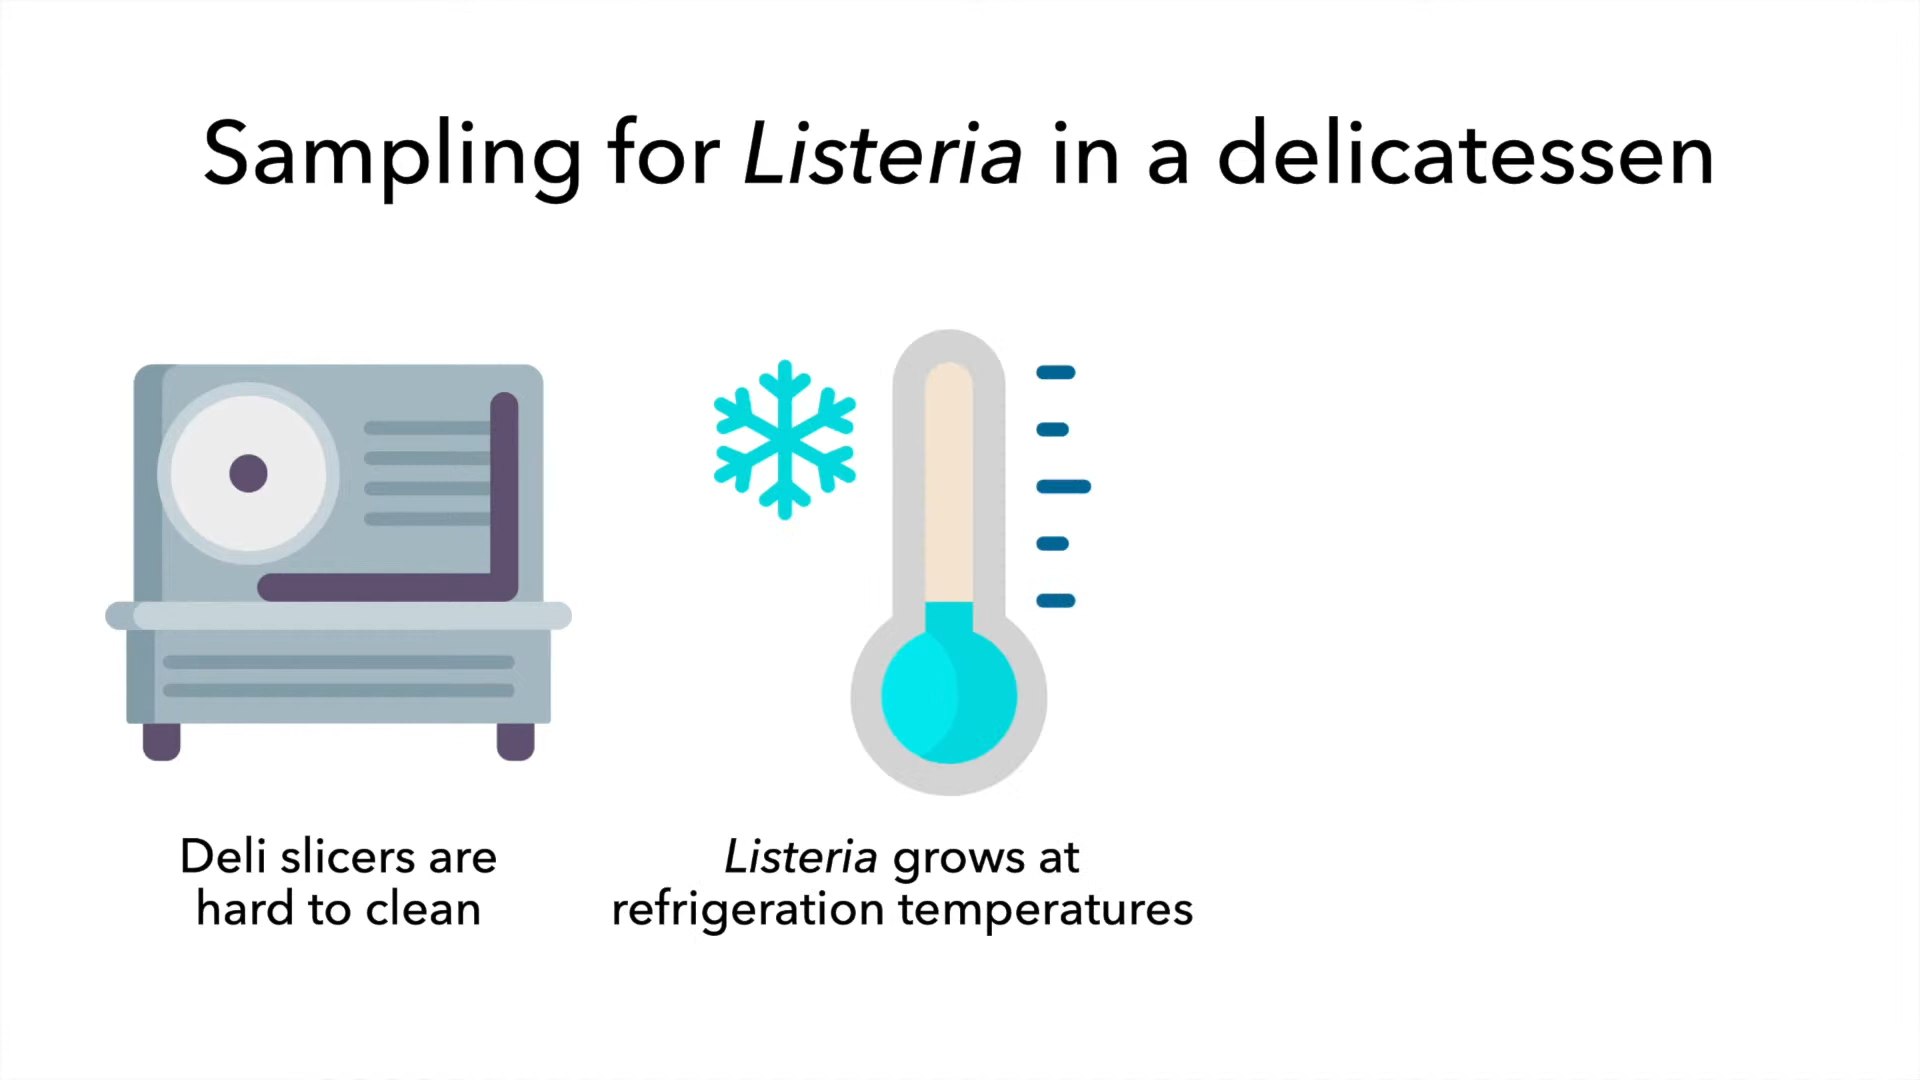 Sampling for Listeria in a delicatessen
Deli slicers are
hard to clean
Listeria grows at
refrigeration temperatures